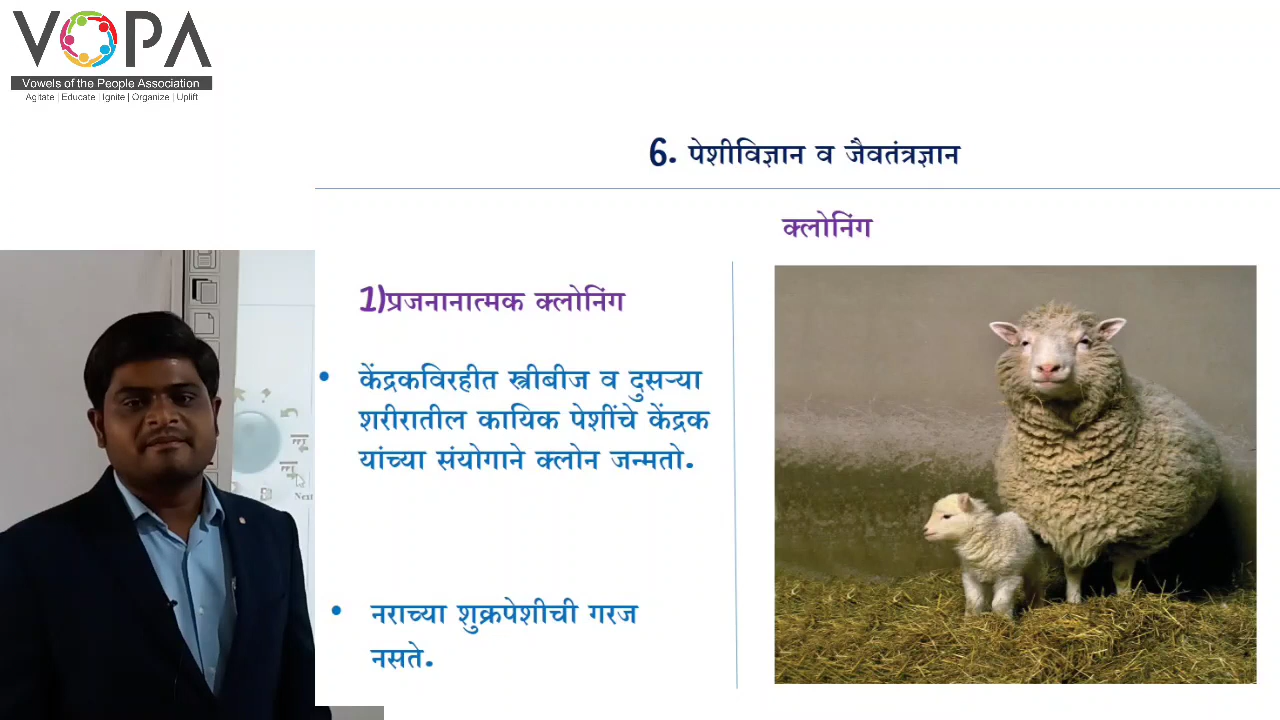 VOPA
Vowels of the People Association
Agitate | Educate | Ignite | Organize | Uplift
6. पेशीविज्ञान व जैवतंत्रज्ञान
क्लोनिंग
1)प्रजनानात्मक क्लोनिंग
• केंद्रकविरहीत स्त्रीबीज व दुसऱ्या
शरीरातील कायिक पेशींचे केंद्रक
यांच्या संयोगाने क्लोन जन्मतो.
• नराच्या शुक्रपेशीची गरज
नसते.
Next